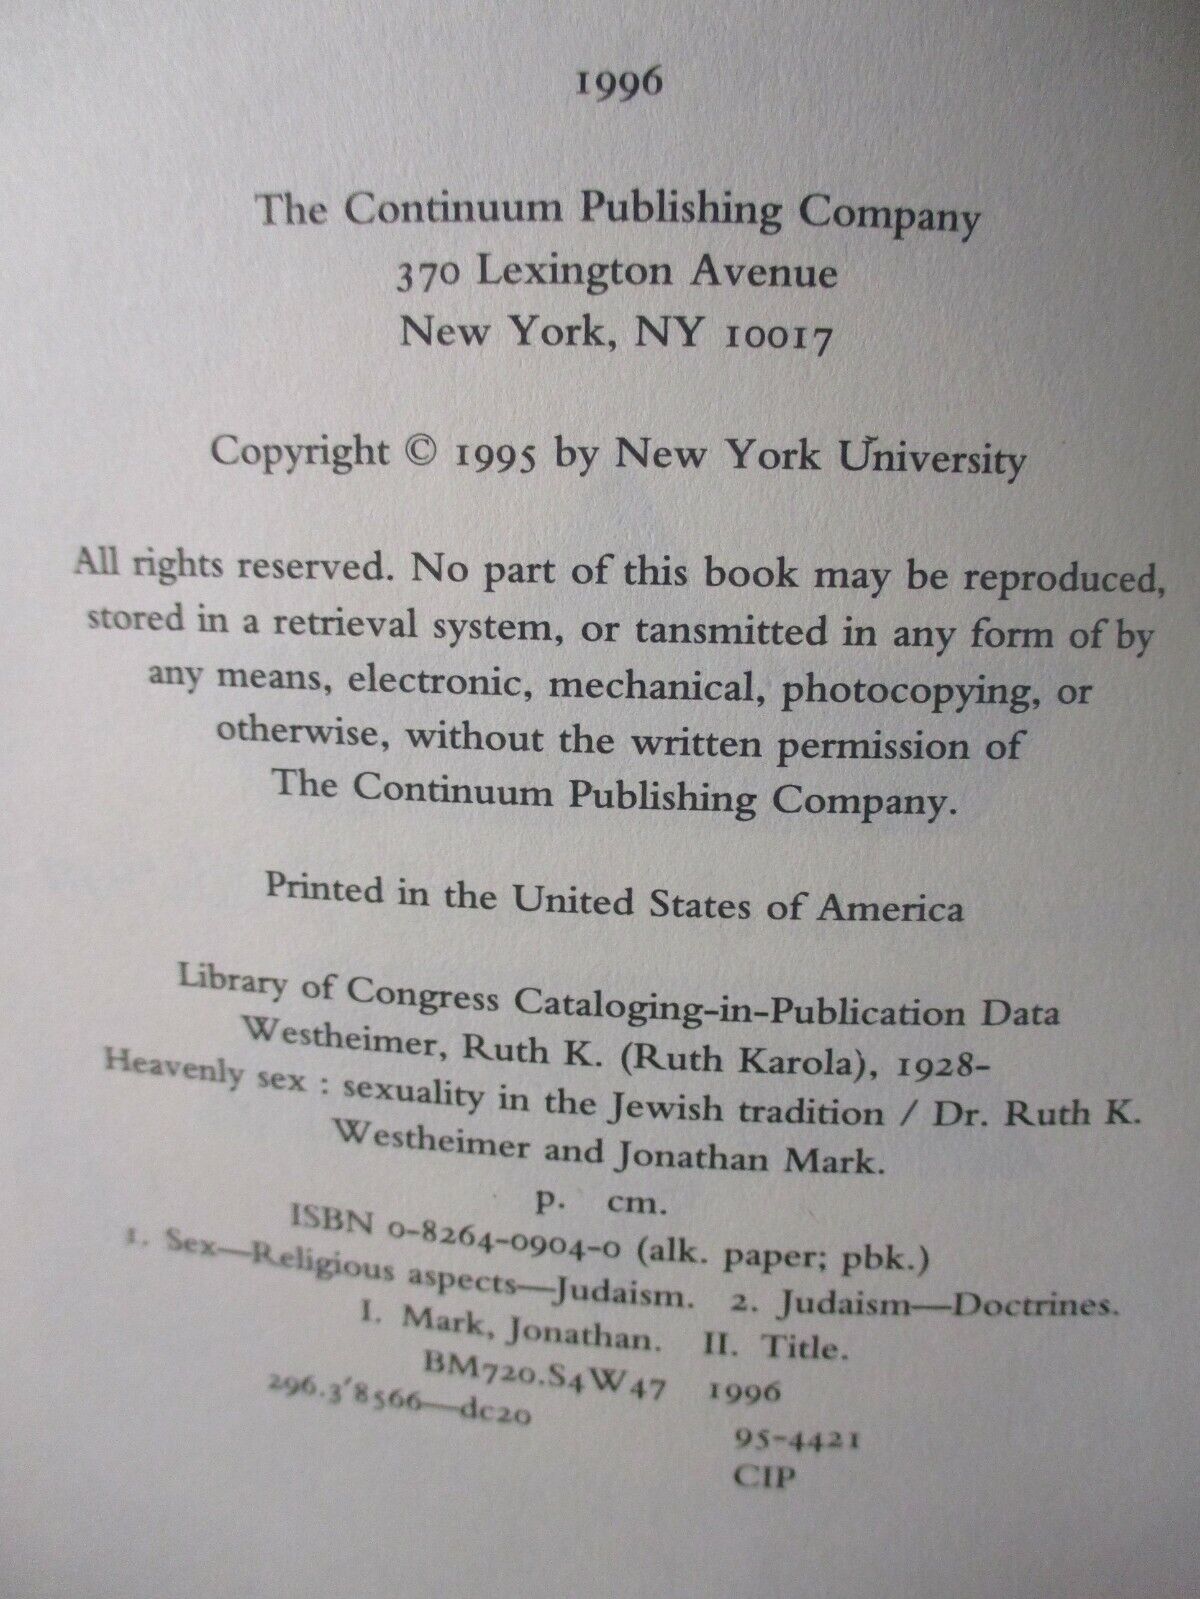 1996
The Continuum Publishing Company
370 Lexington Avenue
New York, NY 10017
Copyright © 1995 by New York University
All rights reserved. No part of this book may be reproduced,
stored in a retrieval system, or tansmitted in any form of by
any means, electronic, mechanical, photocopying, or
otherwise, without the written permission of
The Continuum Publishing Company.
Printed in the United States of America
Library of Congress Cataloging-in-Publication Data
Westheimer, Ruth K. (Ruth Karola), 1928-
Heavenly sex : sexuality in the Jewish tradition / Dr. Ruth K.
Westheimer and Jonathan Mark.
p. cm.
ISBN 0-8264-0904-0 (alk. paper; pbk.)
1. Sex—Religious aspects—Judaism. 2. Judaism—Doctrines.
I. Mark, Jonathan. II. Title.
BM720.S4W47 1996
296.3'8566—dc20
95-4421
CIP